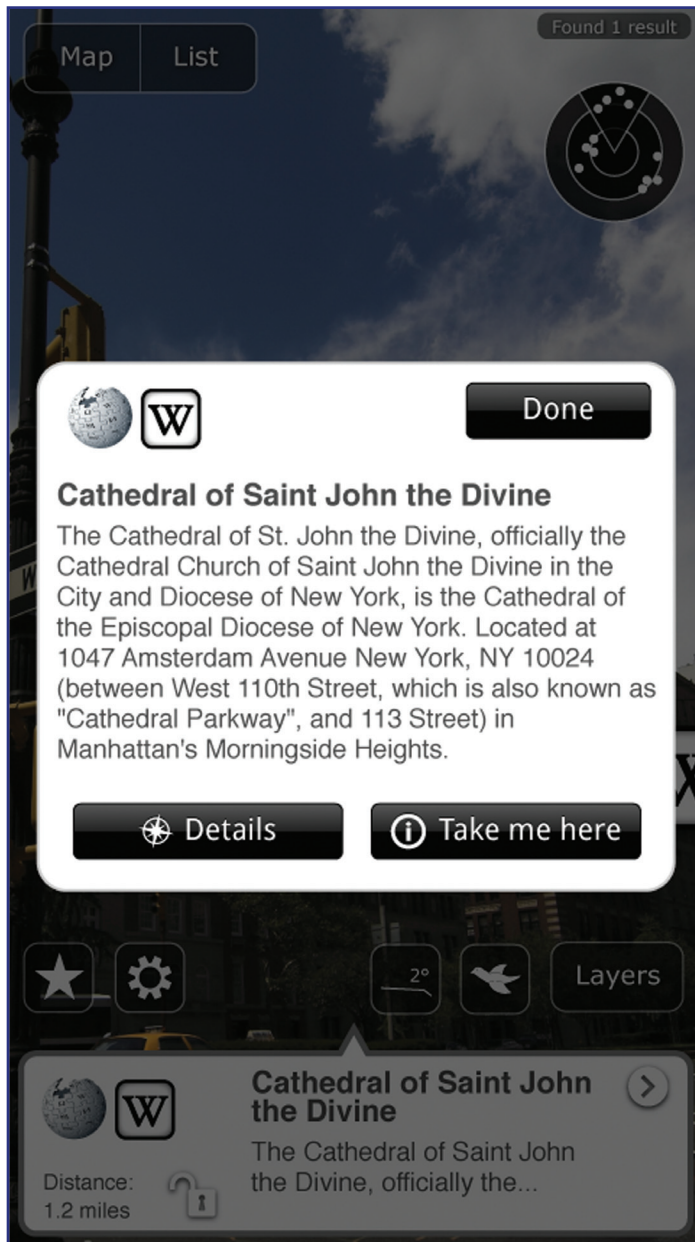 Map
List
Found 1 result
W
Done
Cathedral of Saint John the Divine
The Cathedral of St. John the Divine, officially the
Cathedral Church of Saint John the Divine in the
City and Diocese of New York, is the Cathedral of
the Episcopal Diocese of New York. Located at
1047 Amsterdam Avenue New York, NY 10024
(between West 110th Street, which is also known as
"Cathedral Parkway", and 113 Street) in
Manhattan's Morningside Heights.
W
W
Details
Take me here
2°
Layers
W
Cathedral of Saint John
the Divine
The Cathedral of Saint John
the Divine, officially the...
Distance:
1.2 miles